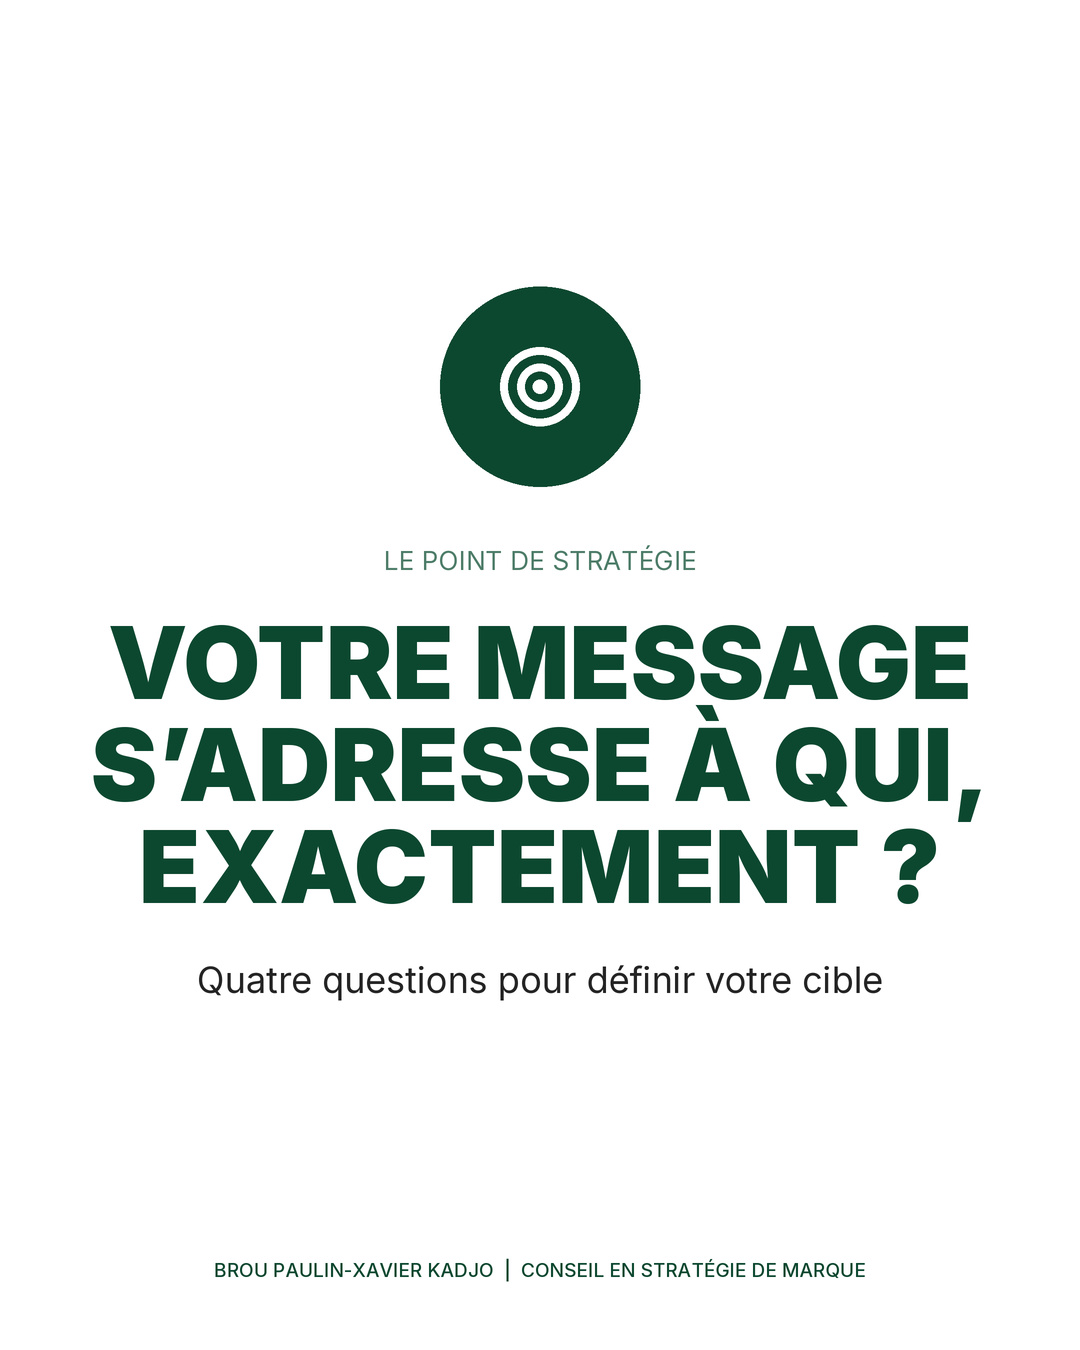 LE POINT DE STRATÉGIE
VOTRE MESSAGE
S’ADRESSE À QUI,
EXACTEMENT ?
Quatre questions pour définir votre cible
BROU PAULIN-XAVIER KADJO | CONSEIL EN STRATÉGIE DE MARQUE